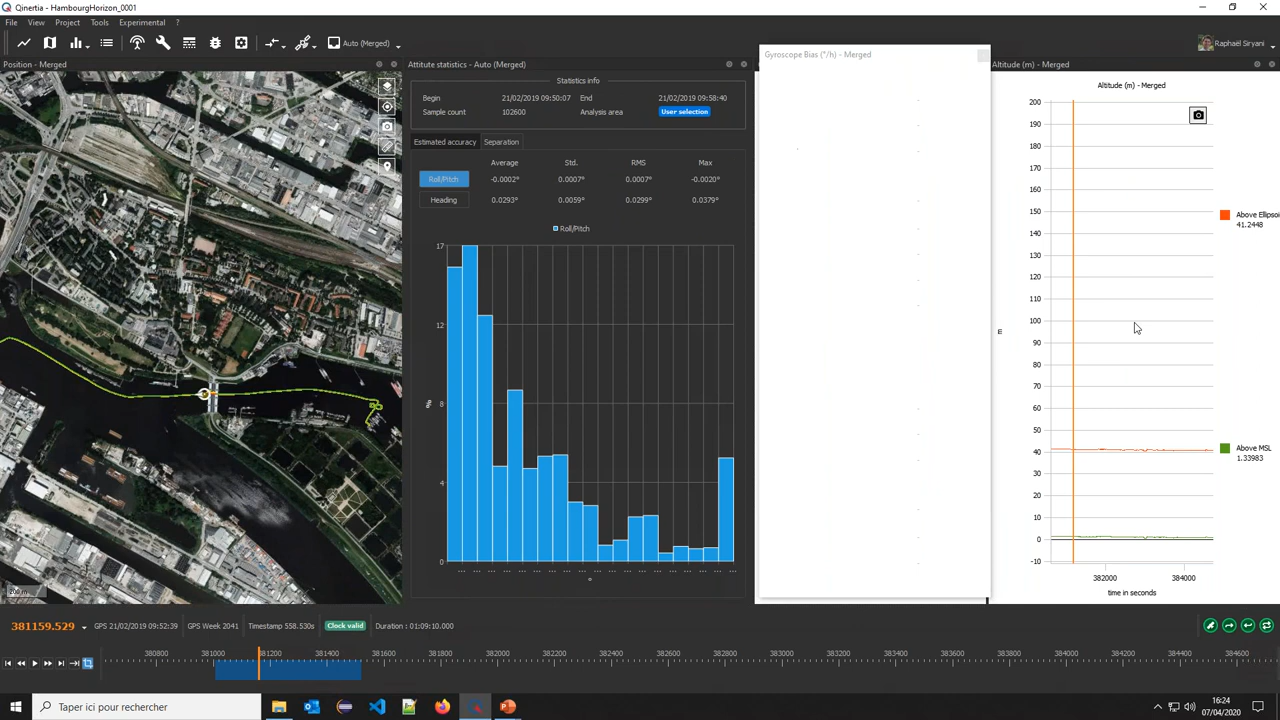 Qinertia - HambourgHorizon_0001
File View Project Tools Experimental ?
Auto (Merged)
Raphaël Siryani
Position - Merged
Attitute statistics - Auto (Merged)
Gyroscope Bias (°/h) - Merged
Altitude (m) - Merged
Statistics info
Begin 21/02/2019 09:50:07 End 21/02/2019 09:58:40
Sample count 102600 Analysis area User selection
Estimated accuracy Separation
Average Std. RMS Max
Roll/Pitch -0.0002° 0.0007° 0.0007° -0.0020°
Heading 0.0293° 0.0059° 0.0299° 0.0379°
Roll/Pitch
17
12
%
8
4
0
°
Altitude (m) - Merged
200
190
180
170
160
150
140
130
120
110
100
90
80
70
60
50
40
30
20
10
0
-10
m
382000 384000
time in seconds
Above Ellipsoi
41.2448
Above MSL
1.33983
200 m
381159.529 GPS 21/02/2019 09:52:39 GPS Week 2041 Timestamp 558.530s Clock valid Duration : 01:09:10.000
380800 381000 381200 381400 381600 381800 382000 382200 382400 382600 382800 383000 383200 383400 383600 383800 384000 384200 384400 384600
Taper ici pour rechercher
16:24
07/04/2020